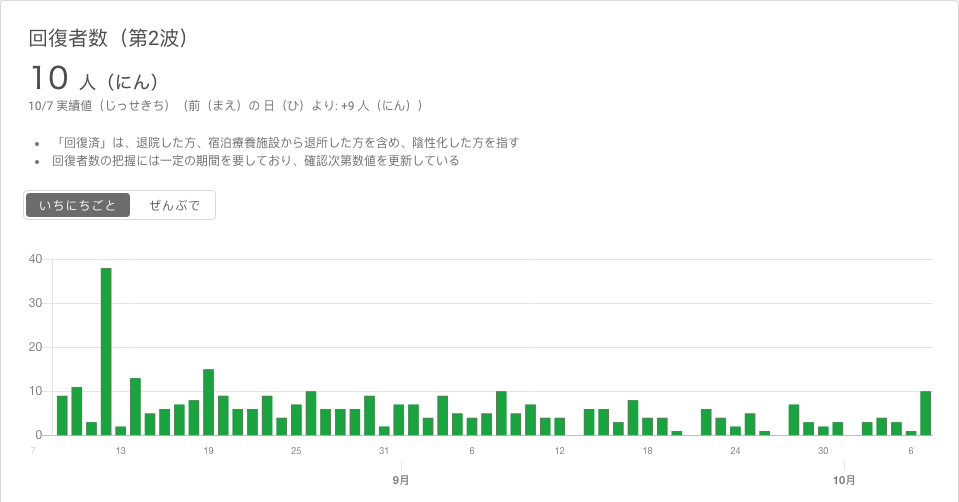 回復者数（第2波）
10 人（にん）
10/7 実績値（じっせきち）（前（まえ）の 日（ひ）より: +9 人（にん））
• 「回復済」は、退院した方、宿泊療養施設から退所した方を含め、陰性化した方を指す
• 回復者数の把握には一定の期間を要しており、確認次第数値を更新している
いちにちごと ぜんぶで
40
30
20
10
0
7 13 19 25 31 6 12 18 24 30 6
9月 10月